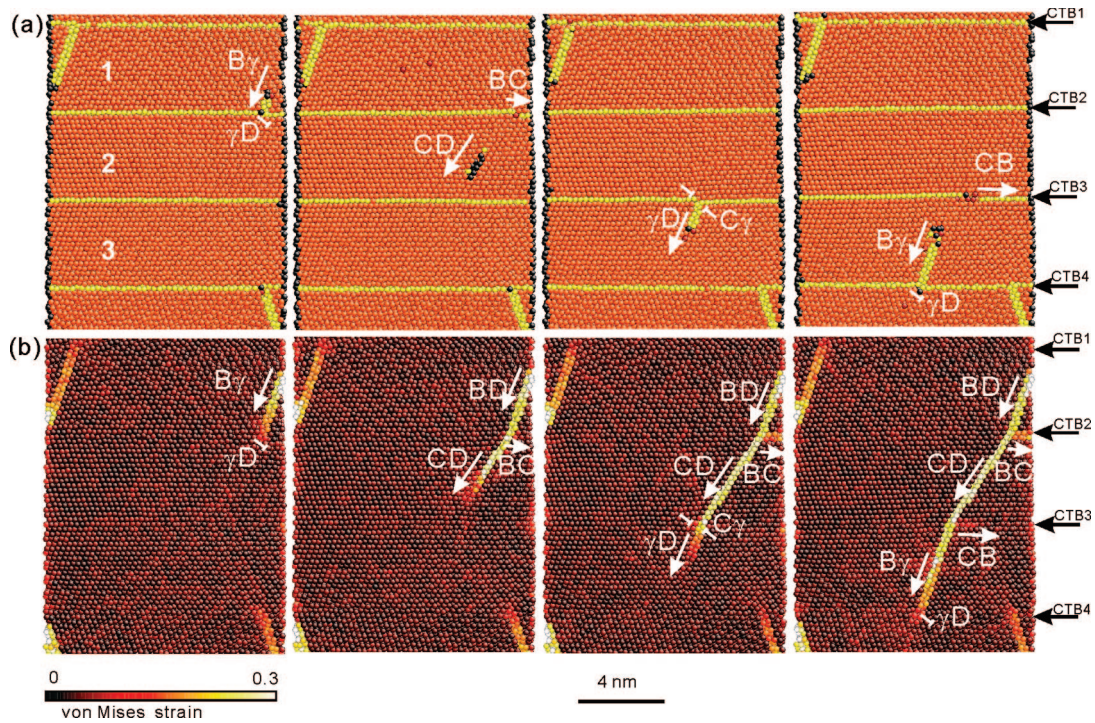 (a)
1
2
3
Bγ
γD
BC
CD
γD
Cγ
CB
Bγ
γD
CTB1
CTB2
CTB3
CTB4
(b)
Bγ
γD
BD
CD
BC
BD
CD
BC
Cγ
γD
BD
BC
CD
CB
Bγ
γD
CTB1
CTB2
CTB3
CTB4
0 0.3
von Mises strain
4 nm